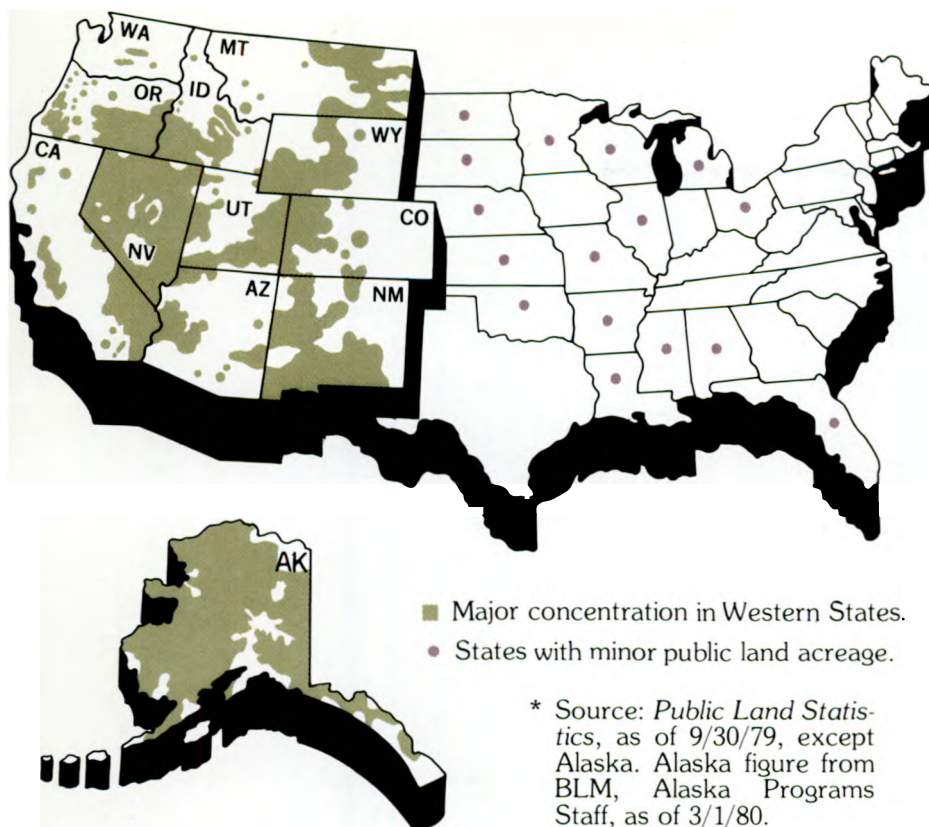 WA
MT
OR
ID
WY
CA
UT
CO
NV
AZ
NM
AK
Major concentration in Western States.
States with minor public land acreage.
* Source: Public Land Statis-
tics, as of 9/30/79, except
Alaska. Alaska figure from
BLM, Alaska Programs
Staff, as of 3/1/80.